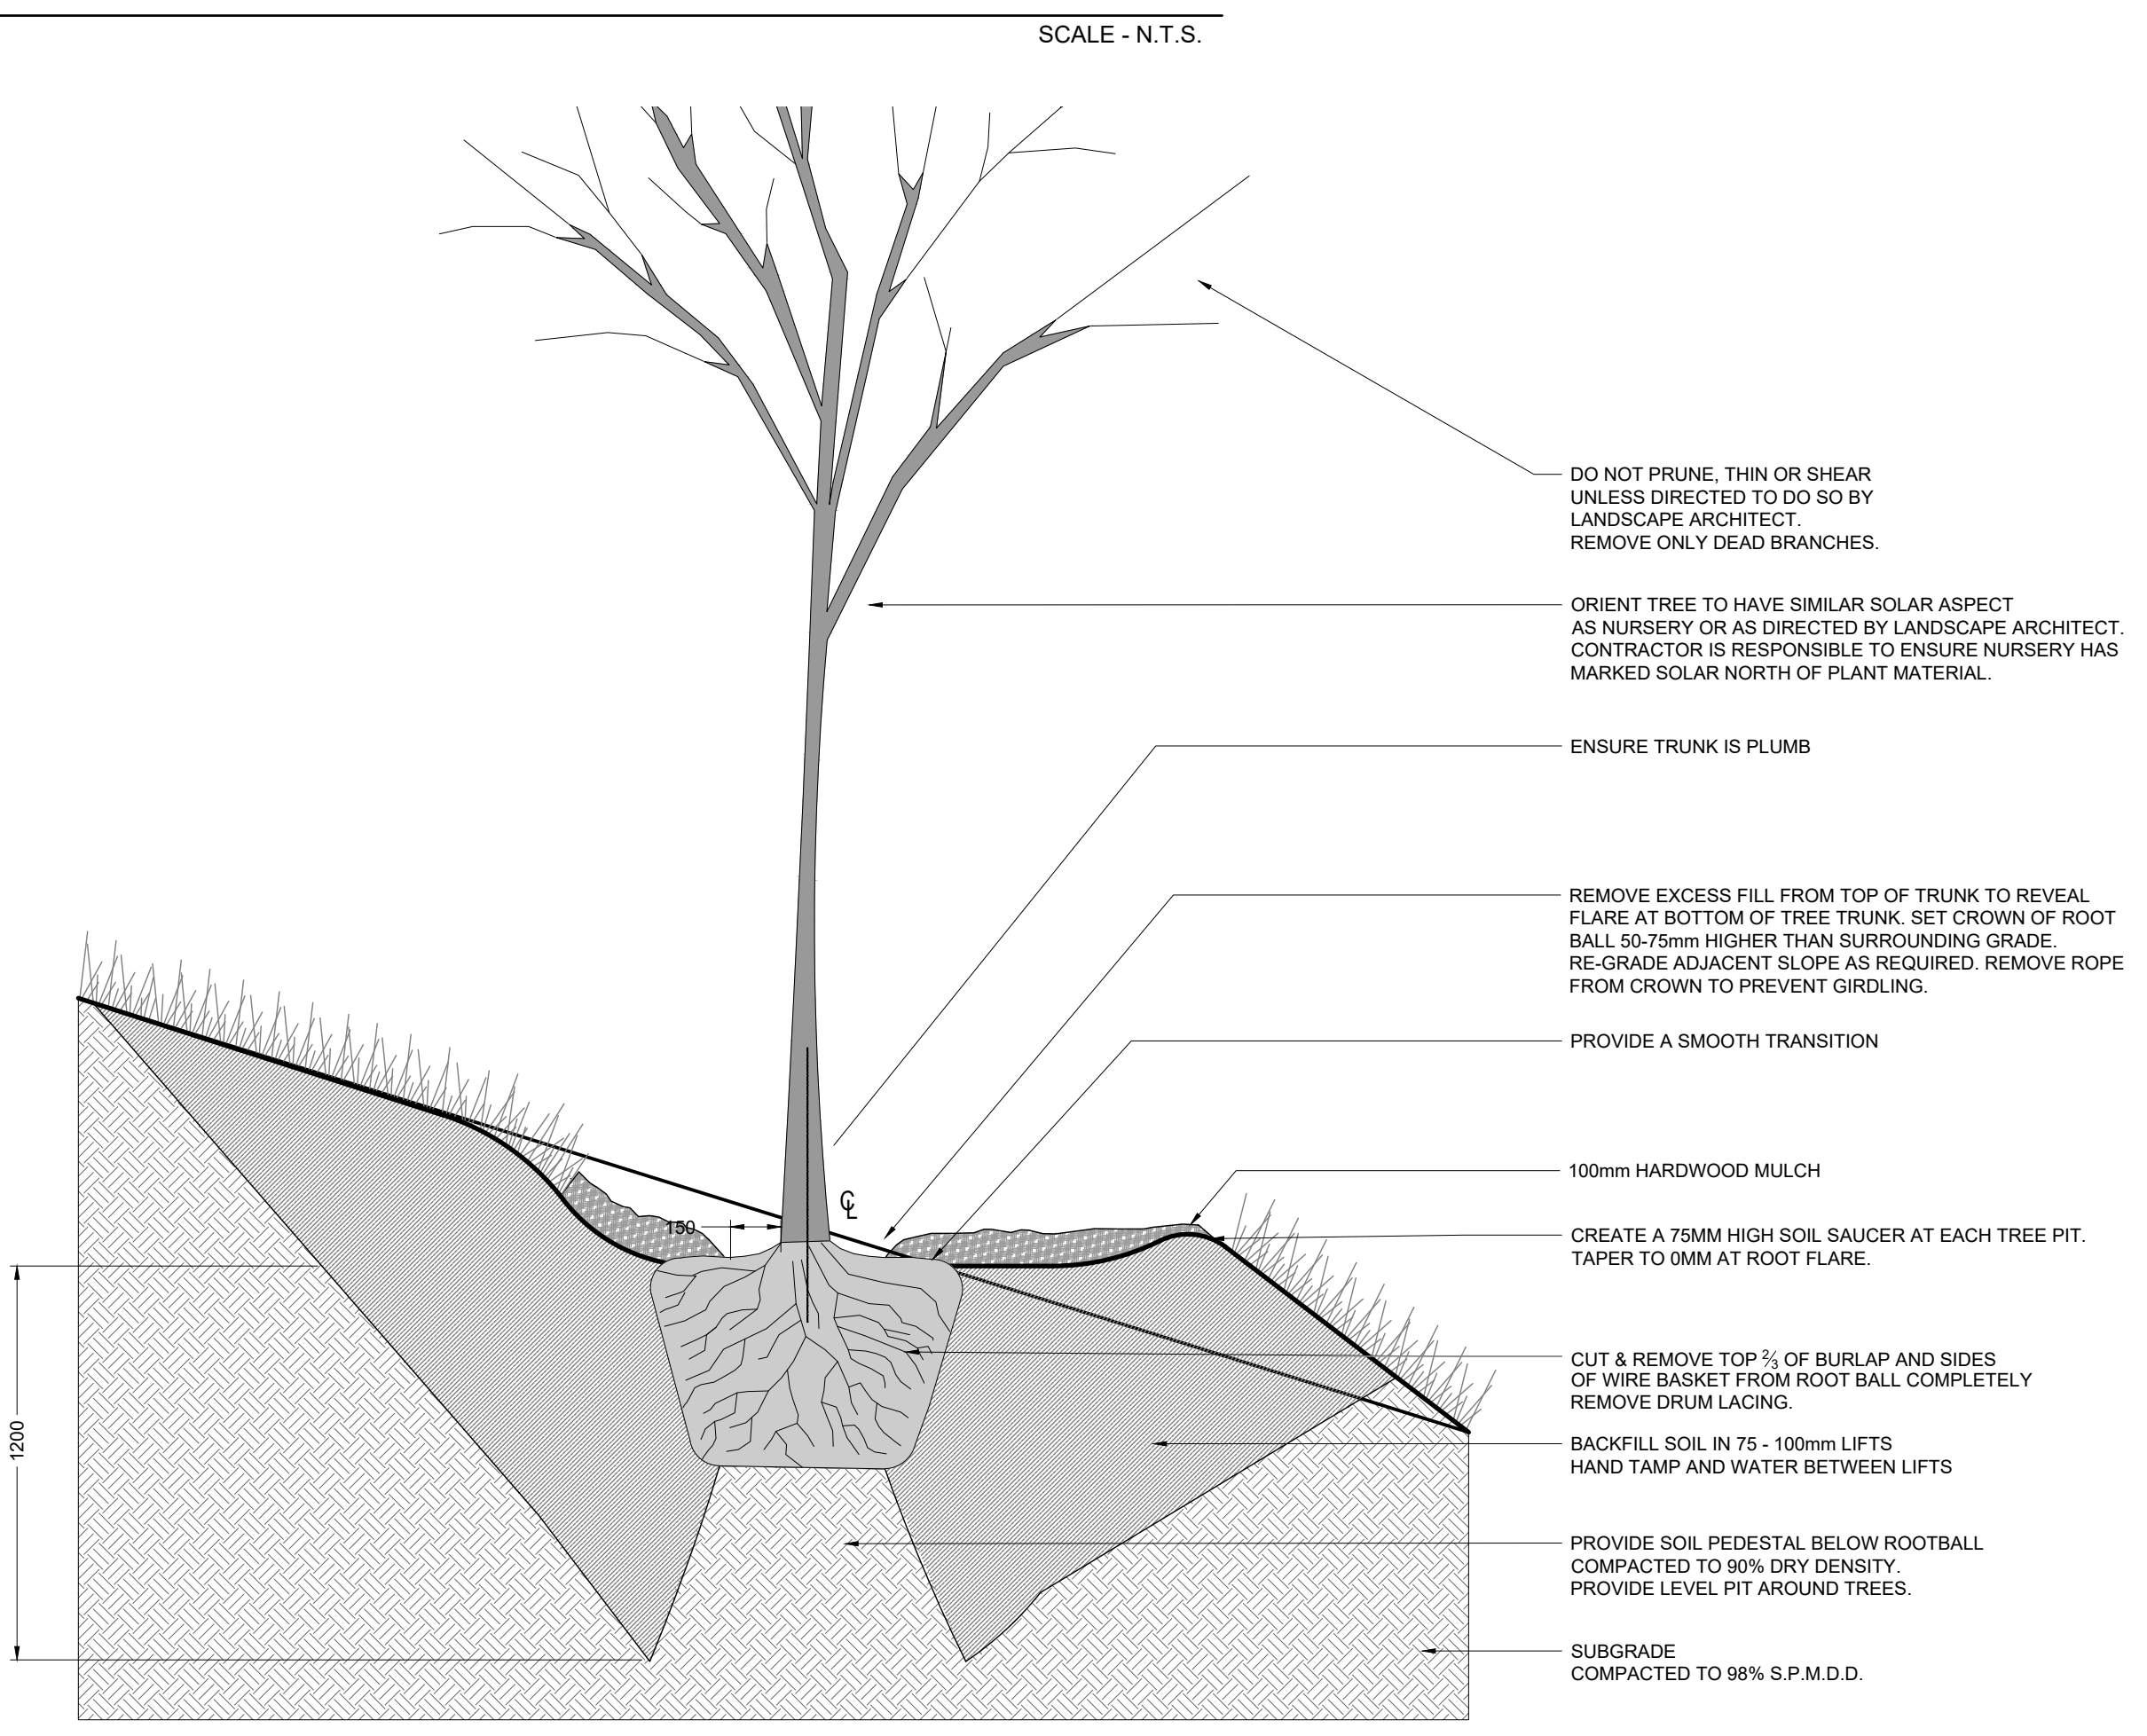 SCALE - N.T.S.
DO NOT PRUNE, THIN OR SHEAR
UNLESS DIRECTED TO DO SO BY
LANDSCAPE ARCHITECT.
REMOVE ONLY DEAD BRANCHES.
ORIENT TREE TO HAVE SIMILAR SOLAR ASPECT
AS NURSERY OR AS DIRECTED BY LANDSCAPE ARCHITECT.
CONTRACTOR IS RESPONSIBLE TO ENSURE NURSERY HAS
MARKED SOLAR NORTH OF PLANT MATERIAL.
ENSURE TRUNK IS PLUMB
REMOVE EXCESS FILL FROM TOP OF TRUNK TO REVEAL
FLARE AT BOTTOM OF TREE TRUNK. SET CROWN OF ROOT
BALL 50-75mm HIGHER THAN SURROUNDING GRADE.
RE-GRADE ADJACENT SLOPE AS REQUIRED. REMOVE ROPE
FROM CROWN TO PREVENT GIRDLING.
PROVIDE A SMOOTH TRANSITION
100mm HARDWOOD MULCH
CREATE A 75MM HIGH SOIL SAUCER AT EACH TREE PIT.
TAPER TO 0MM AT ROOT FLARE.
CUT & REMOVE TOP 2/3 OF BURLAP AND SIDES
OF WIRE BASKET FROM ROOT BALL COMPLETELY
REMOVE DRUM LACING.
BACKFILL SOIL IN 75 - 100mm LIFTS
HAND TAMP AND WATER BETWEEN LIFTS
PROVIDE SOIL PEDESTAL BELOW ROOTBALL
COMPACTED TO 90% DRY DENSITY.
PROVIDE LEVEL PIT AROUND TREES.
SUBGRADE
COMPACTED TO 98% S.P.M.D.D.
℄
150
1200